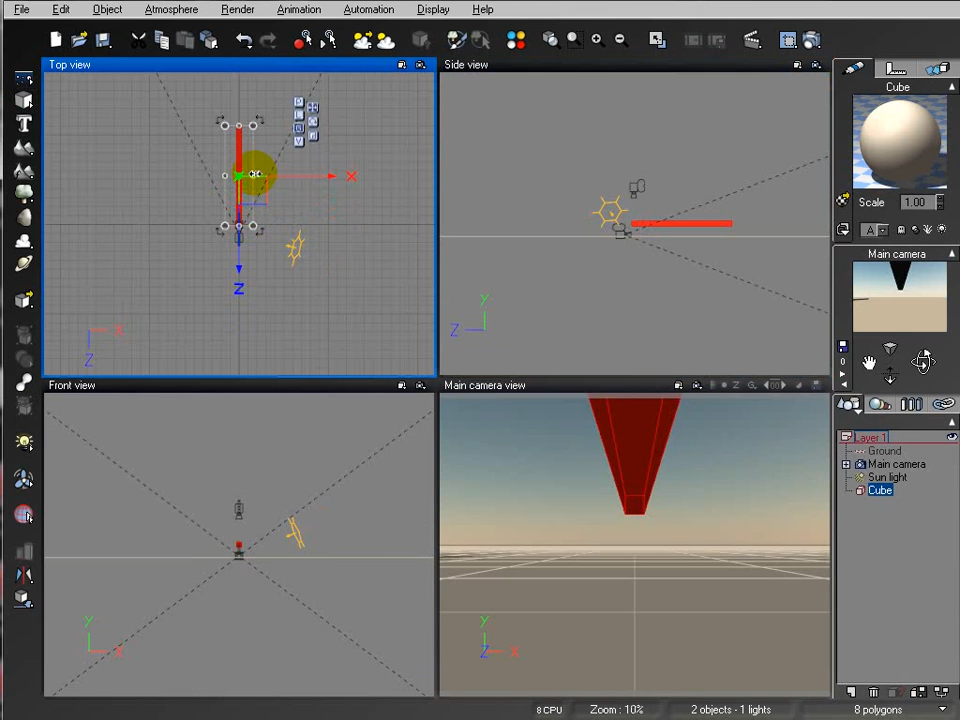 File Edit Object Atmosphere Render Animation Automation Display Help
Top view
Side view
Cube
X
Z
X
Z
Y
Z
Scale 1.00
A
Main camera
0
Front view
Main camera view
Layer 1
Ground
Main camera
Sun light
Cube
Y
X
Y
Z X
8 CPU Zoom : 10% 2 objects - 1 lights 8 polygons